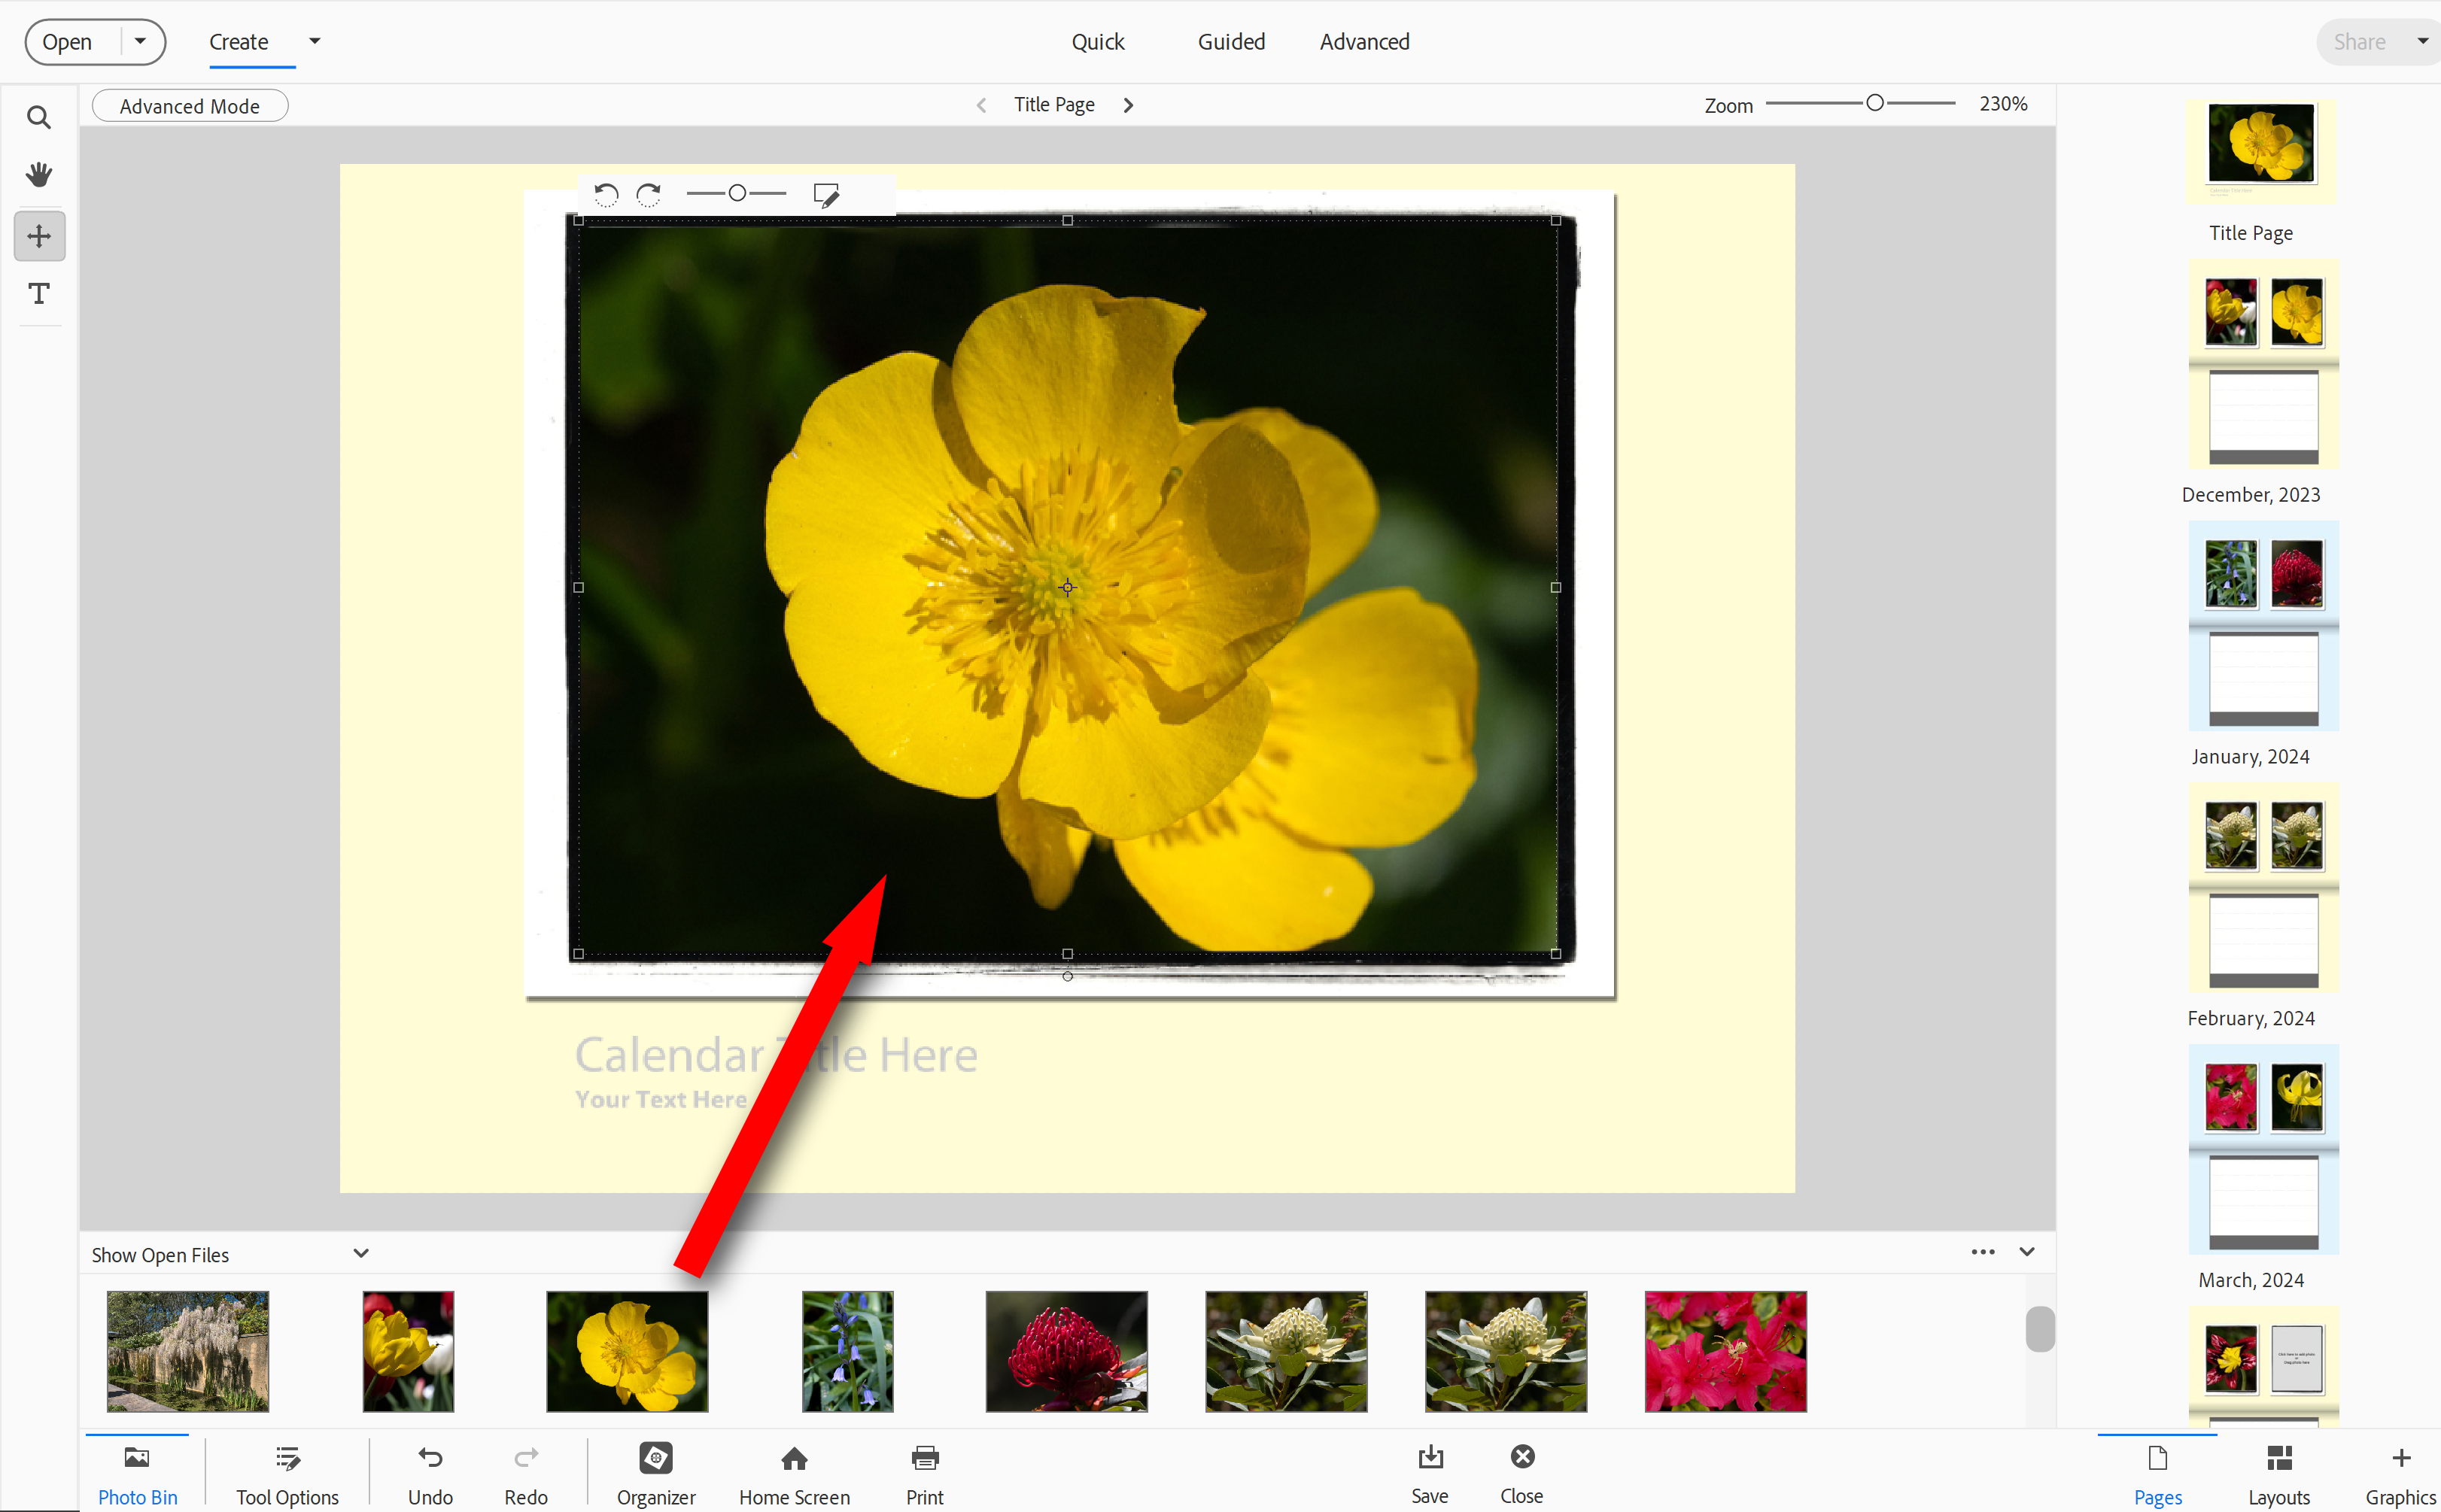 Open
Create
Quick
Guided
Advanced
Share
Advanced Mode
Title Page
Zoom
230%
Title Page
December, 2023
January, 2024
February, 2024
March, 2024
Calendar Title Here
Your Text Here
Show Open Files
Photo Bin
Tool Options
Undo
Redo
Organizer
Home Screen
Print
Save
Close
Pages
Layouts
Graphics